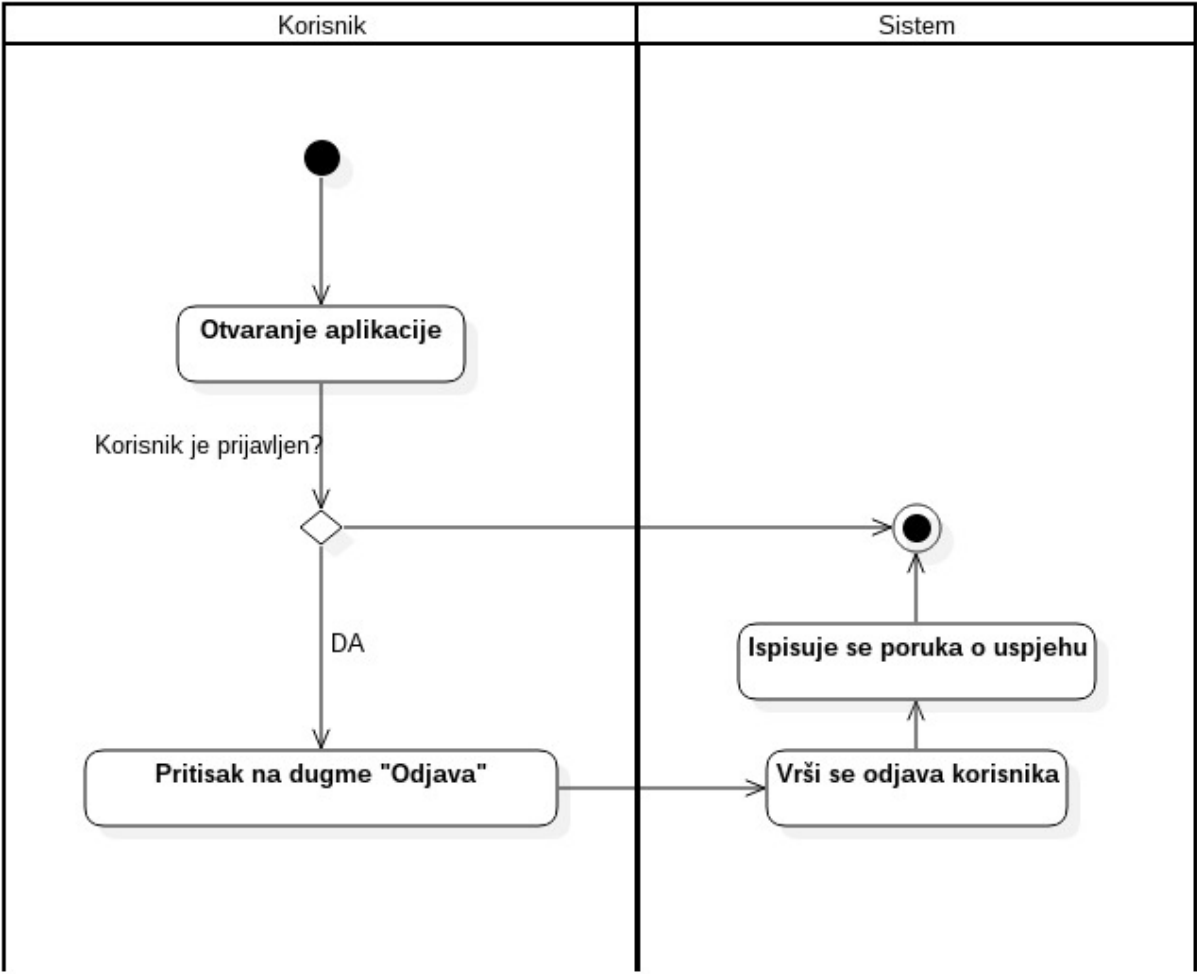 Korisnik
Sistem
Otvaranje aplikacije
Korisnik je prijavljen?
DA
Ispisuje se poruka o uspjehu
Pritisak na dugme "Odjava"
Vrši se odjava korisnika